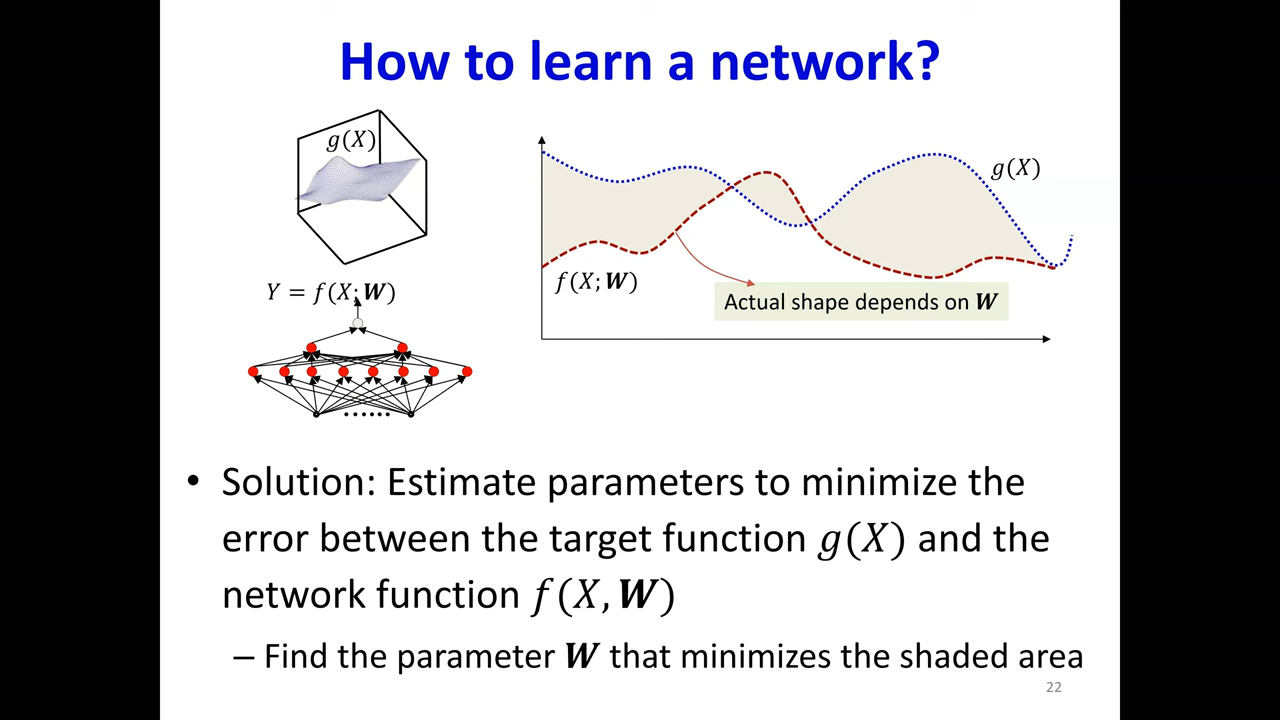 How to learn a network?
g(X)
Y = f(X; W)
g(X)
f(X; W)
Actual shape depends on W
• Solution: Estimate parameters to minimize the
error between the target function g(X) and the
network function f(X, W)
– Find the parameter W that minimizes the shaded area
22